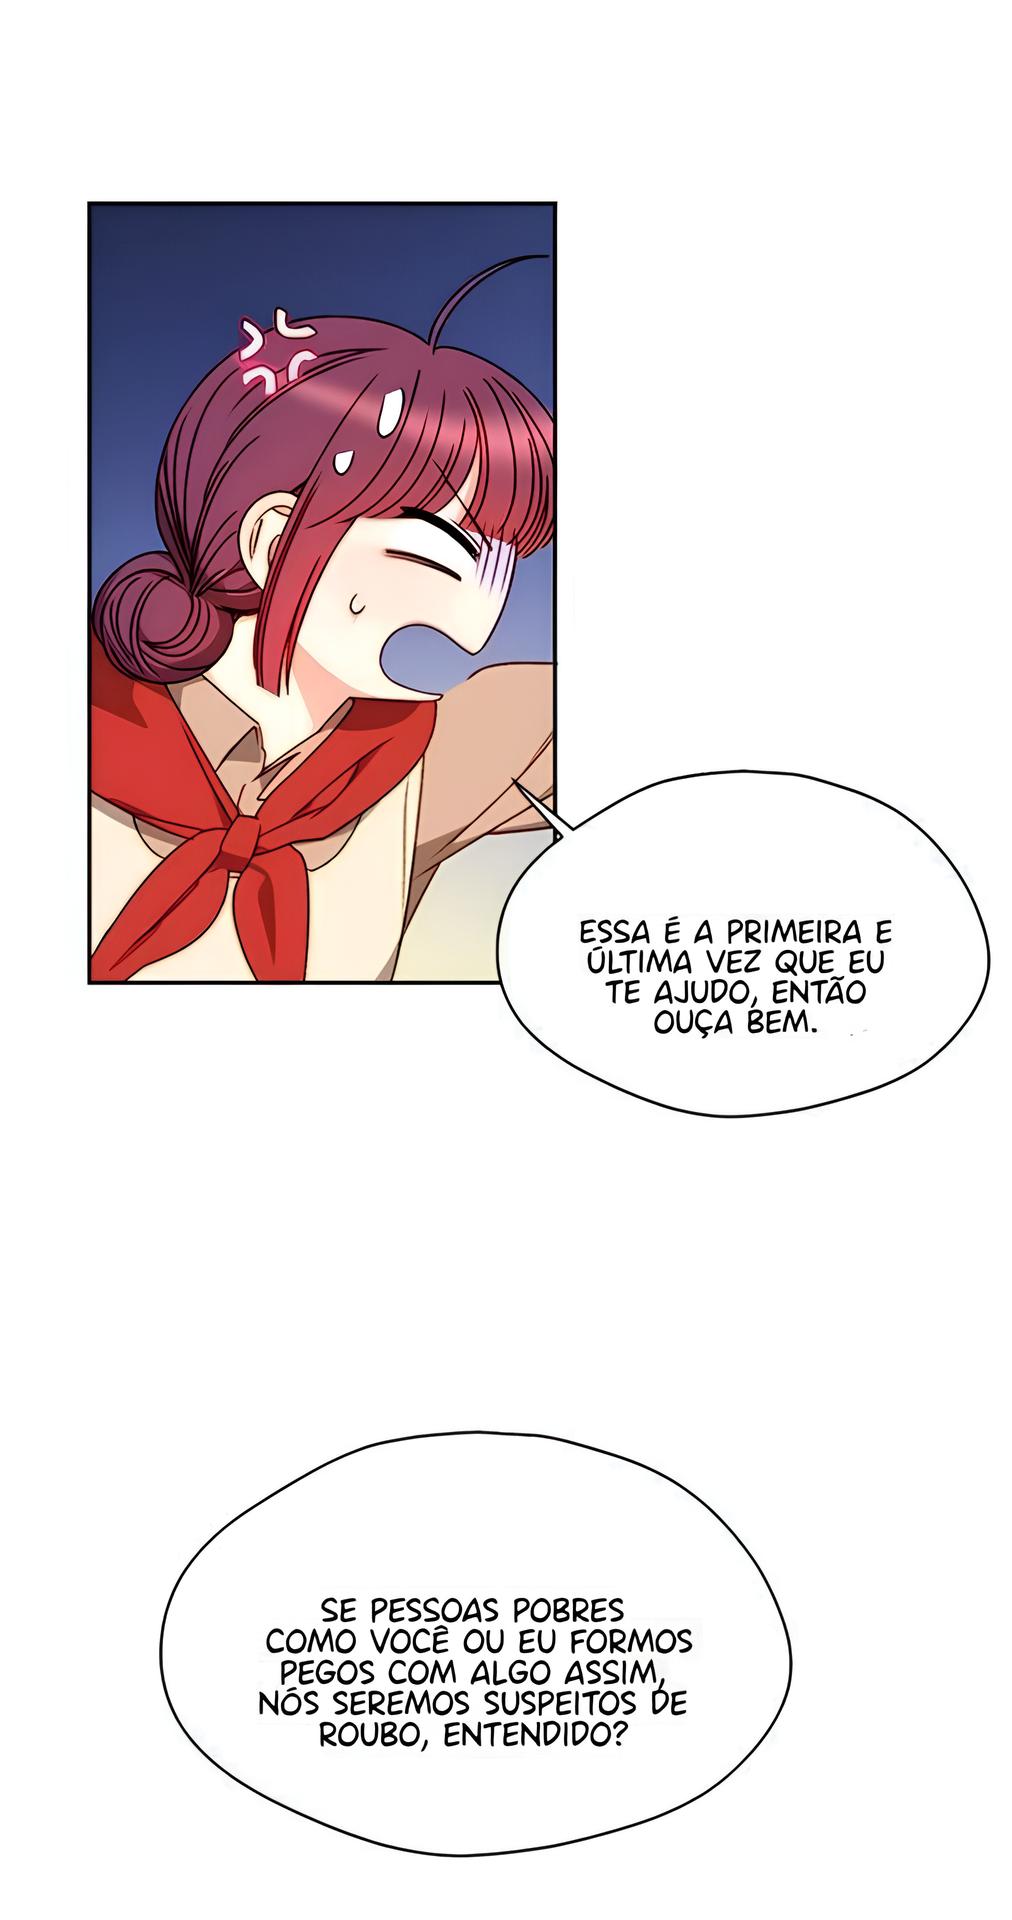 ESSA É A PRIMEIRA E
ÚLTIMA VEZ QUE EU
TE AJUDO, ENTÃO
OUÇA BEM.
SE PESSOAS POBRES
COMO VOCÊ OU EU FORMOS
PEGOS COM ALGO ASSIM,
NÓS SEREMOS SUSPEITOS DE
ROUBO, ENTENDIDO?